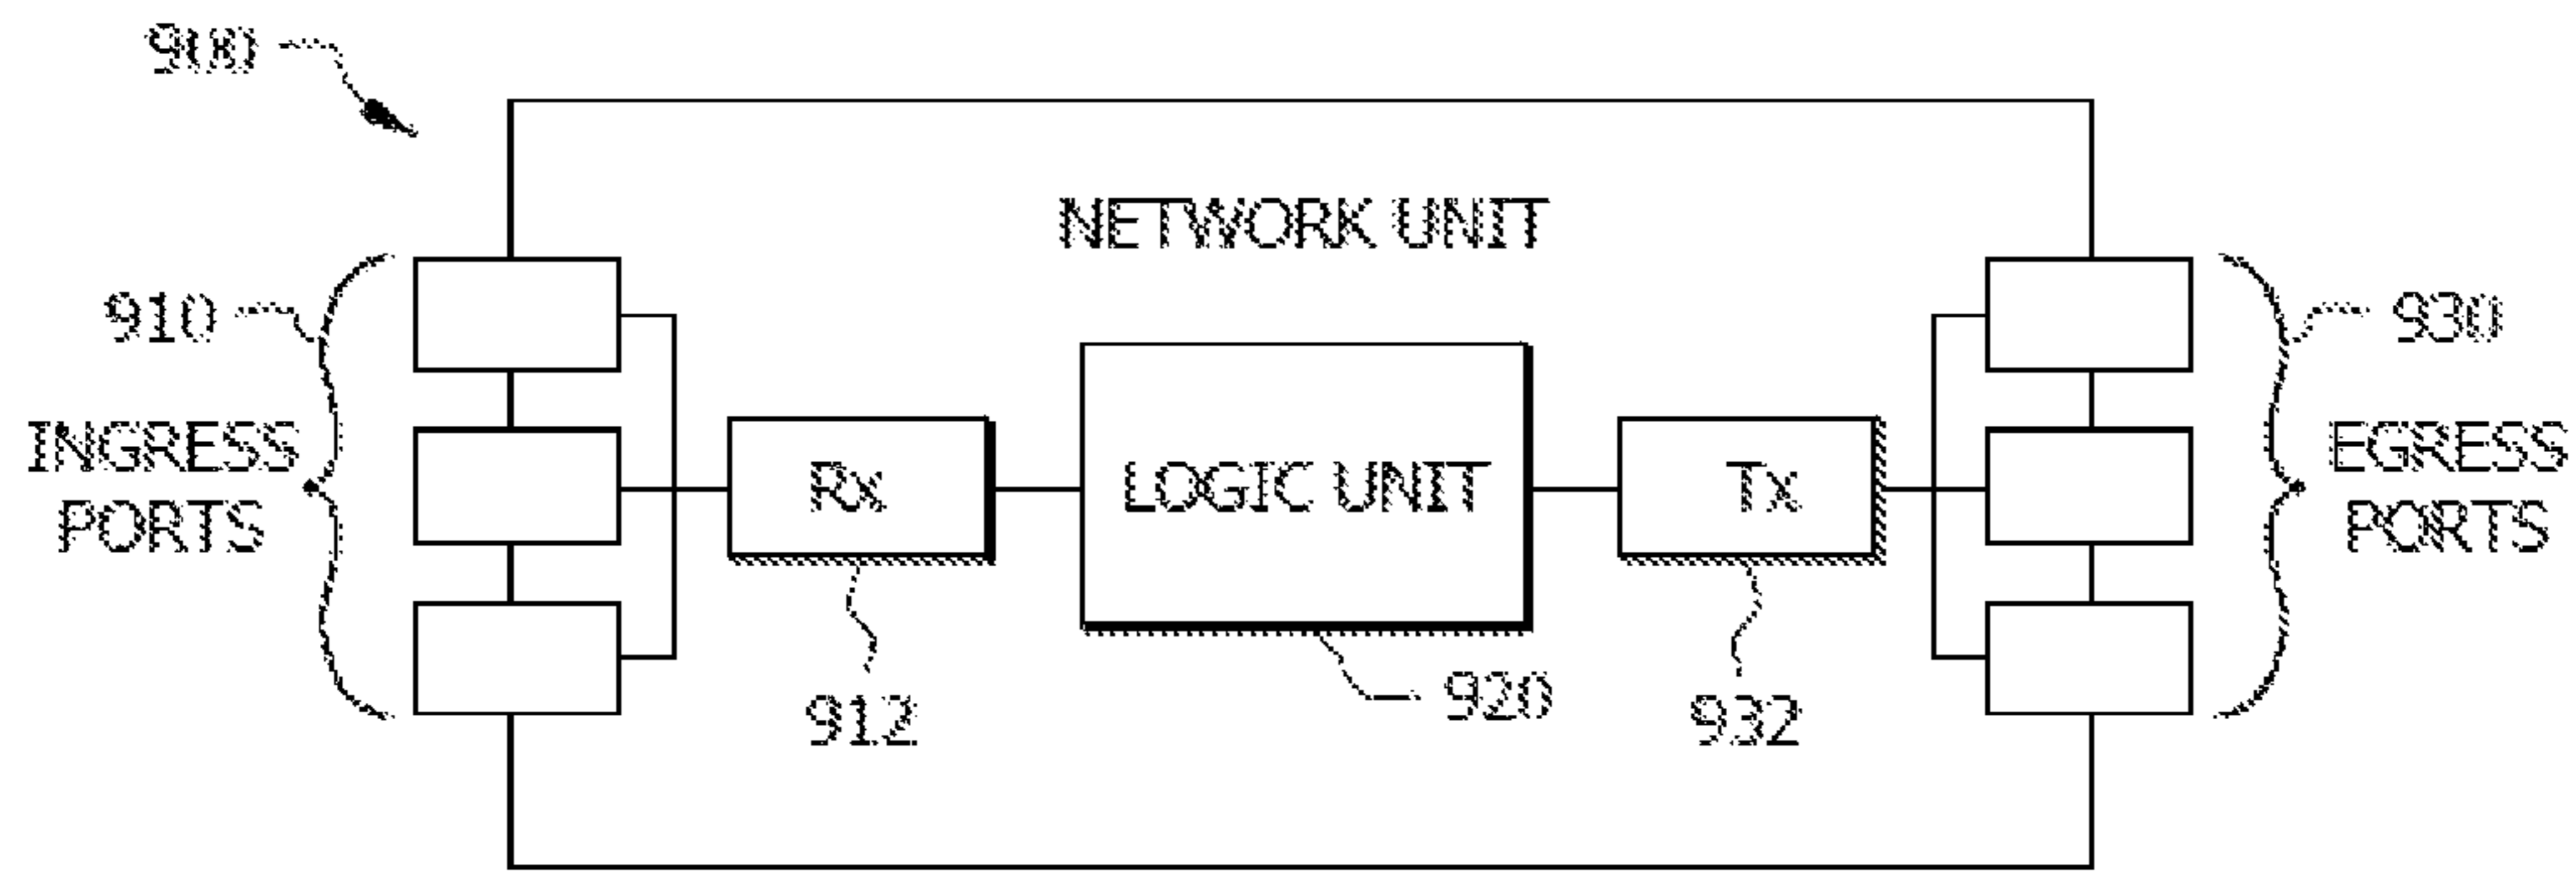 900
NETWORK UNIT
910
930
INGRESS
PORTS
Rx
LOGIC UNIT
Tx
EGRESS
PORTS
912
920
932